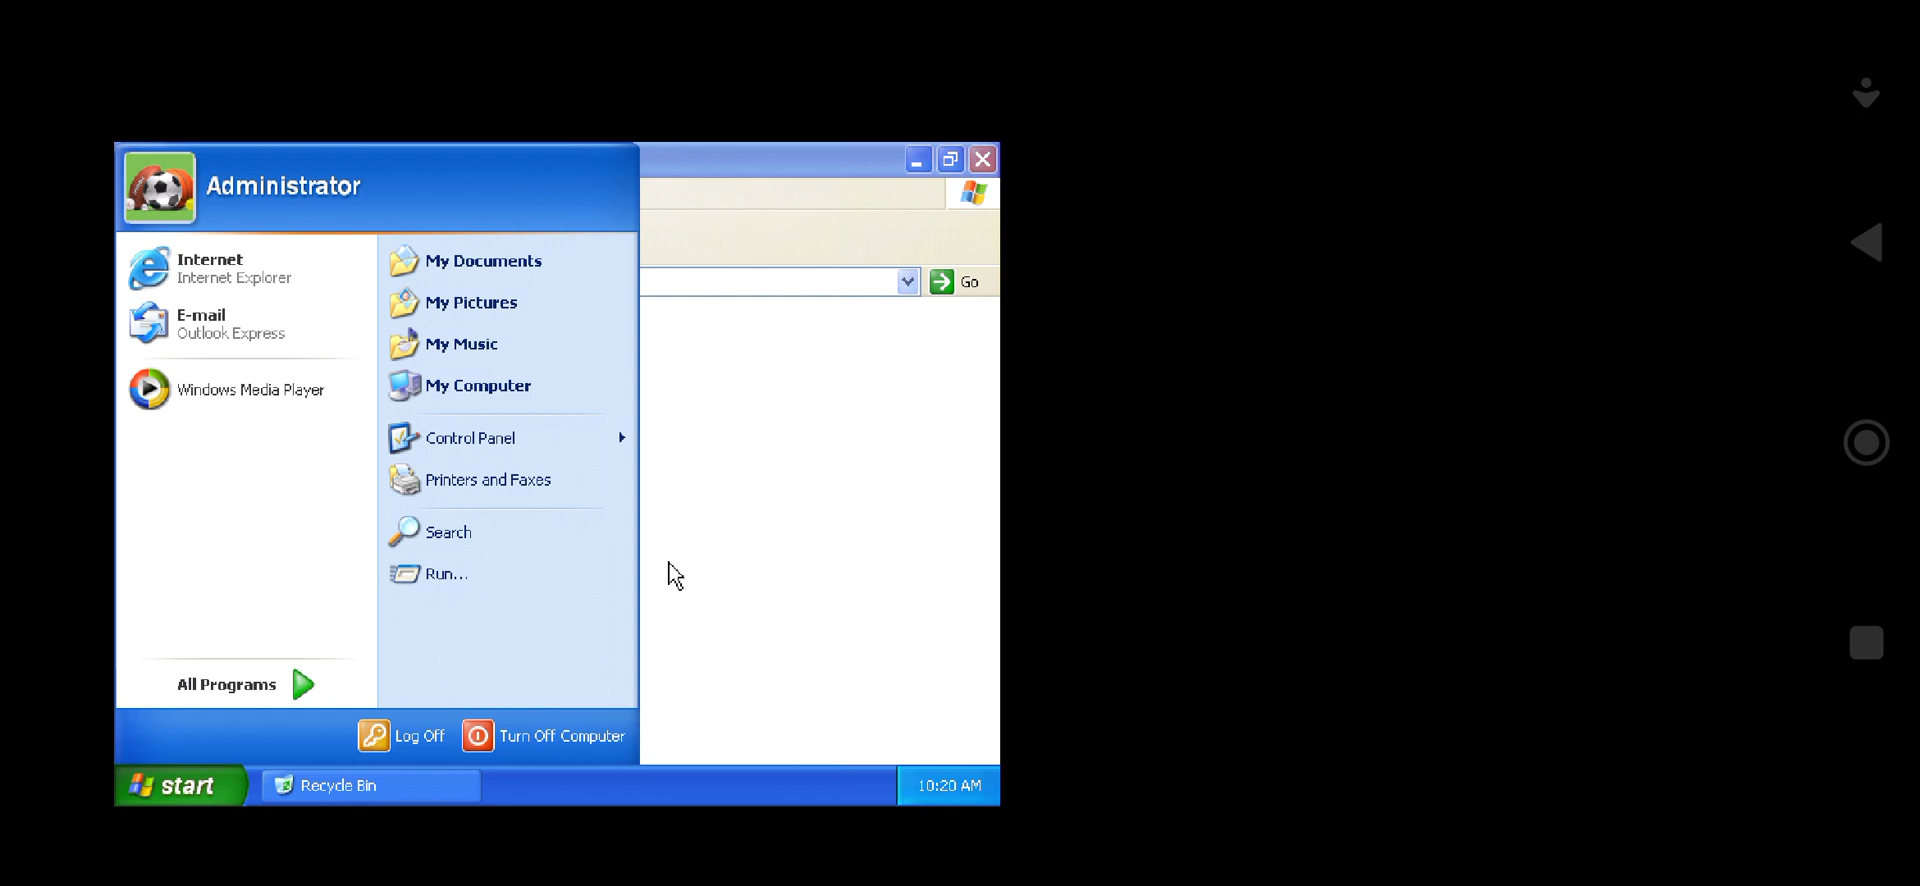 Administrator
Internet
Internet Explorer
E-mail
Outlook Express
Windows Media Player
All Programs
My Documents
My Pictures
My Music
My Computer
Control Panel
Printers and Faxes
Search
Run...
Go
Log Off
Turn Off Computer
start
Recycle Bin
10:20 AM